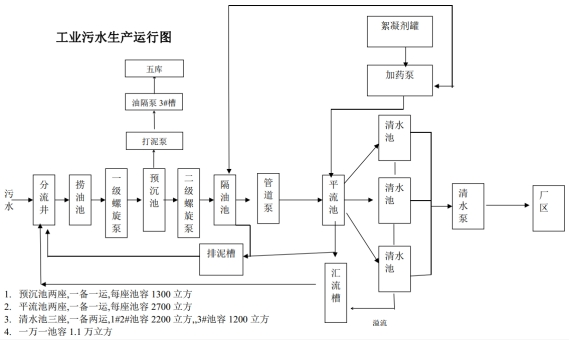 工业污水生产运行图
絮凝剂罐
五库
加药泵
油隔泵 3#槽
打泥泵
清水池
污水
分流井
捞油池
一级螺旋泵
预沉池
二级螺旋泵
隔油池
管道泵
平流池
清水池
清水泵
厂区
排泥槽
清水池
汇流槽
溢流
1. 预沉池两座,一备一运,每座池容 1300 立方
2. 平流池两座,一备一运,每座池容 2700 立方
3. 清水池三座,一备两运,1#2#池容 2200 立方,,3#池容 1200 立方
4. 一万一池容 1.1 万立方